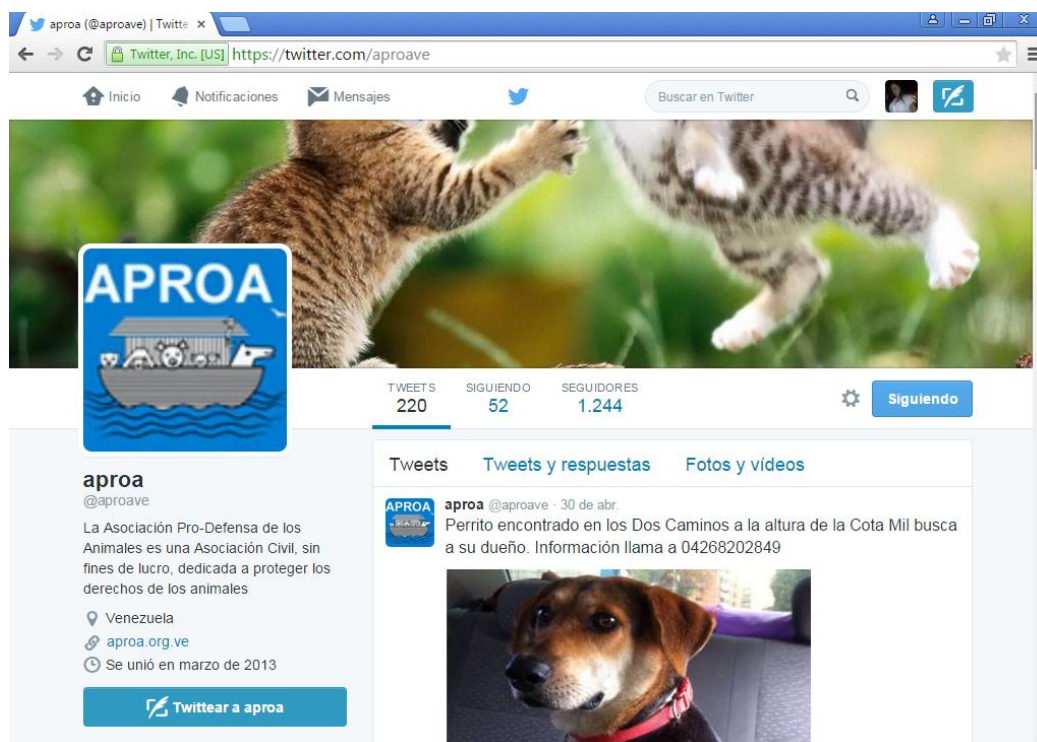 aproa (@aproave) | Twitte
Twitter, Inc. [US] https://twitter.com/aproave
Inicio Notificaciones Mensajes Buscar en Twitter
APROA
TWEETS SIGUIENDO SEGUIDORES
220 52 1.244
Siguiendo
aproa
@aproave
La Asociación Pro-Defensa de los
Animales es una Asociación Civil, sin
fines de lucro, dedicada a proteger los
derechos de los animales
Venezuela
aproa.org.ve
Se unió en marzo de 2013
Twittear a aproa
Tweets Tweets y respuestas Fotos y vídeos
APROA
aproa @aproave · 30 de abr.
Perrito encontrado en los Dos Caminos a la altura de la Cota Mil busca
a su dueño. Información llama a 04268202849